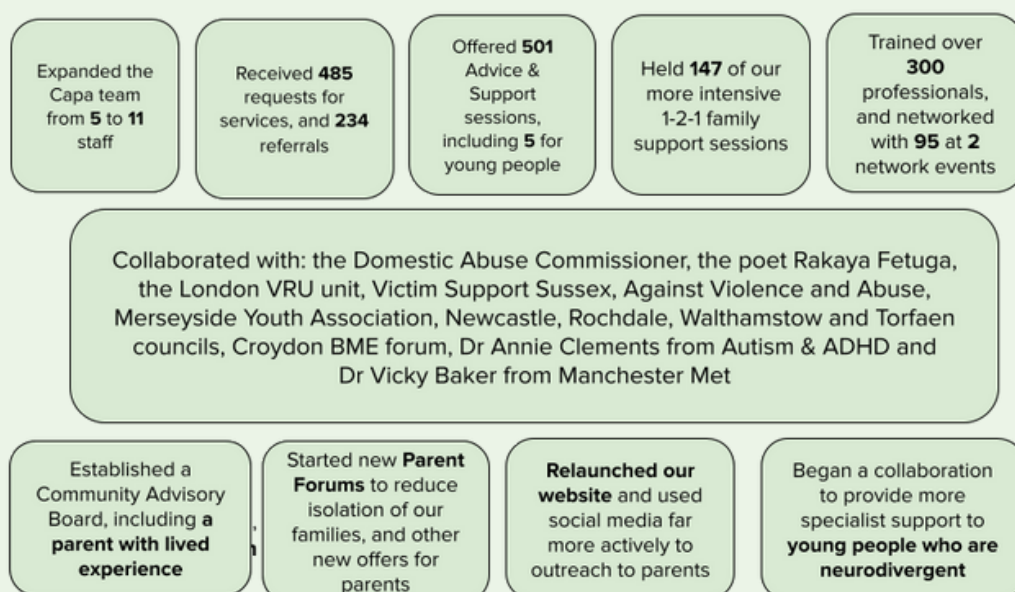 Expanded the
Capa team
from 5 to 11
staff
Received 485
requests for
services, and 234
referrals
Offered 501
Advice &
Support
sessions,
including 5 for
young people
Held 147 of our
more intensive
1-2-1 family
support sessions
Trained over
300
professionals,
and networked
with 95 at 2
network events
Collaborated with: the Domestic Abuse Commissioner, the poet Rakaya Fetuga,
the London VRU unit, Victim Support Sussex, Against Violence and Abuse,
Merseyside Youth Association, Newcastle, Rochdale, Walthamstow and Torfaen
councils, Croydon BME forum, Dr Annie Clements from Autism & ADHD and
Dr Vicky Baker from Manchester Met
Established a
Community Advisory
Board, including a
parent with lived
experience
Started new Parent
Forums to reduce
isolation of our
families, and other
new offers for
parents
Relaunched our
website and used
social media far
more actively to
outreach to parents
Began a collaboration
to provide more
specialist support to
young people who are
neurodivergent